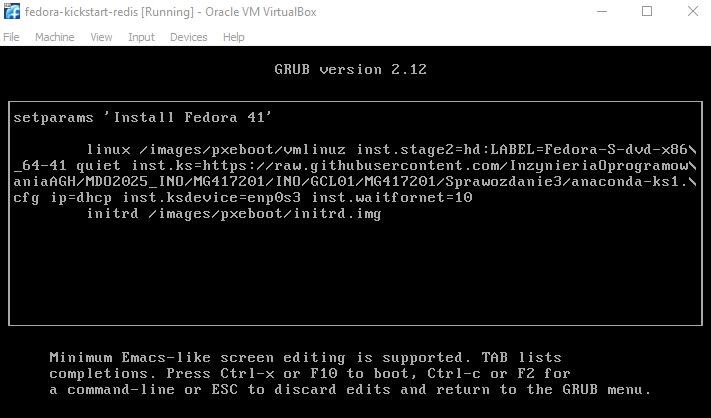 fedora-kickstart-redis [Running] - Oracle VM VirtualBox
File Machine View Input Devices Help
GRUB version 2.12
setparams 'Install Fedora 41'
linux /images/pxeboot/vmlinuz inst.stage2=hd:LABEL=Fedora-S-dvd-x86\
_64-41 quiet inst.ks=https://raw.githubusercontent.com/InzynieriaOprogramow\
aniaAGH/MDO2025_INO/MG417201/INO/GCL01/MG417201/Sprawozdanie3/anaconda-ks1.\
cfg ip=dhcp inst.ksdevice=enp0s3 inst.waitfornet=10
initrd /images/pxeboot/initrd.img
Minimum Emacs-like screen editing is supported. TAB lists
completions. Press Ctrl-x or F10 to boot, Ctrl-c or F2 for
a command-line or ESC to discard edits and return to the GRUB menu.